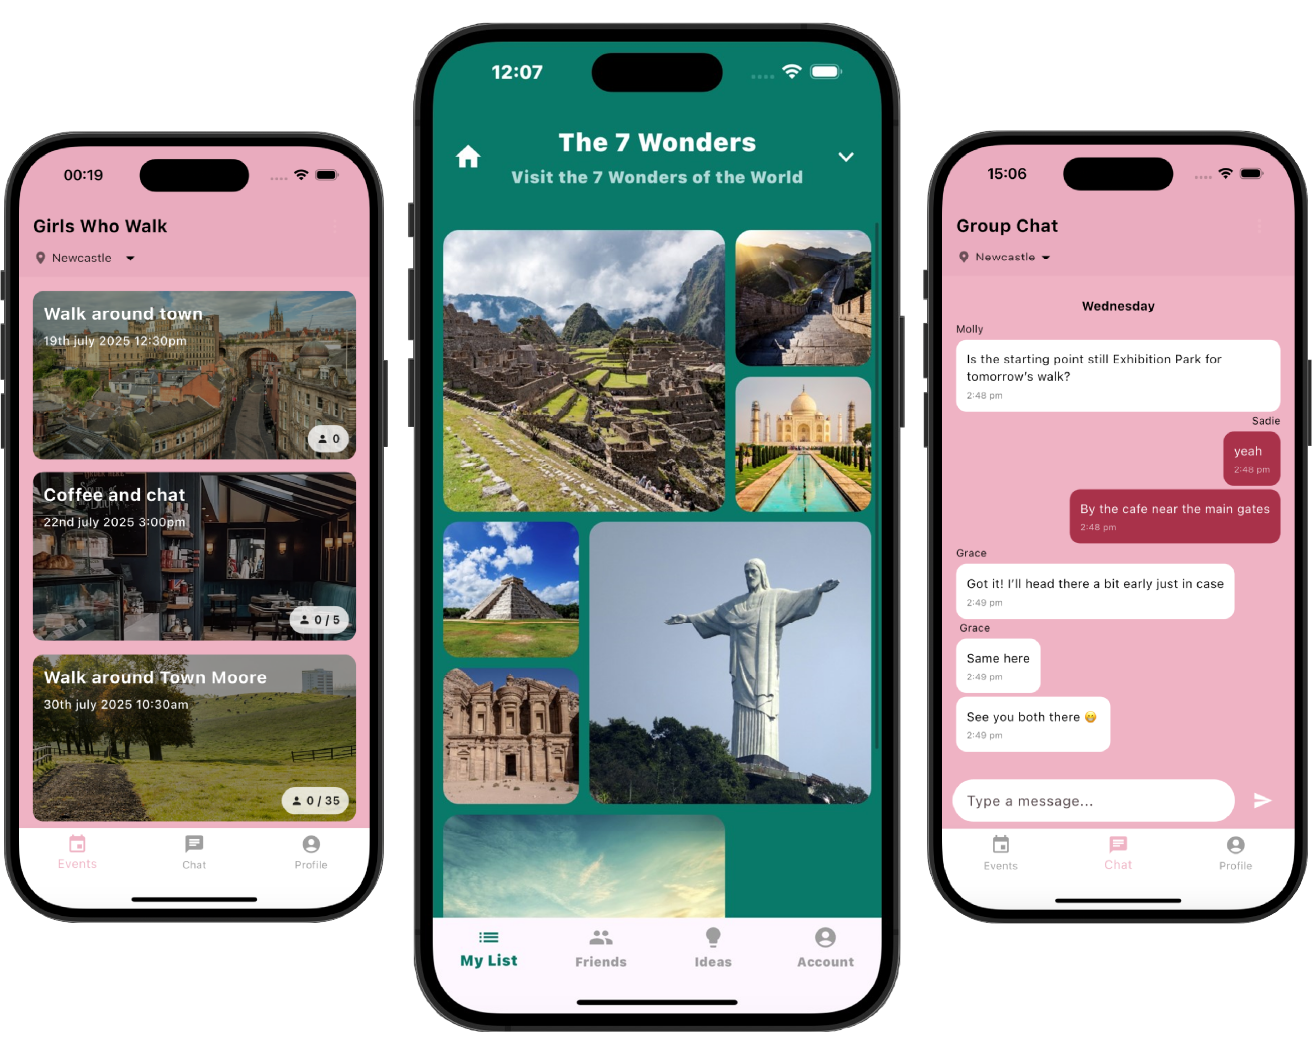 00:19
Girls Who Walk
Newcastle
Walk around town
19th july 2025 12:30pm
0
Coffee and chat
22nd july 2025 3:00pm
0 / 5
Walk around Town Moore
30th july 2025 10:30am
0 / 35
Events
Chat
Profile
12:07
The 7 Wonders
Visit the 7 Wonders of the World
My List
Friends
Ideas
Account
15:06
Group Chat
Newcastle
Wednesday
Molly
Is the starting point still Exhibition Park for
tomorrow's walk?
2:48 pm
Sadie
yeah
2:48 pm
By the cafe near the main gates
2:48 pm
Grace
Got it! I'll head there a bit early just in case
2:49 pm
Grace
Same here
2:49 pm
See you both there 🤭
2:49 pm
Type a message...
Events
Chat
Profile